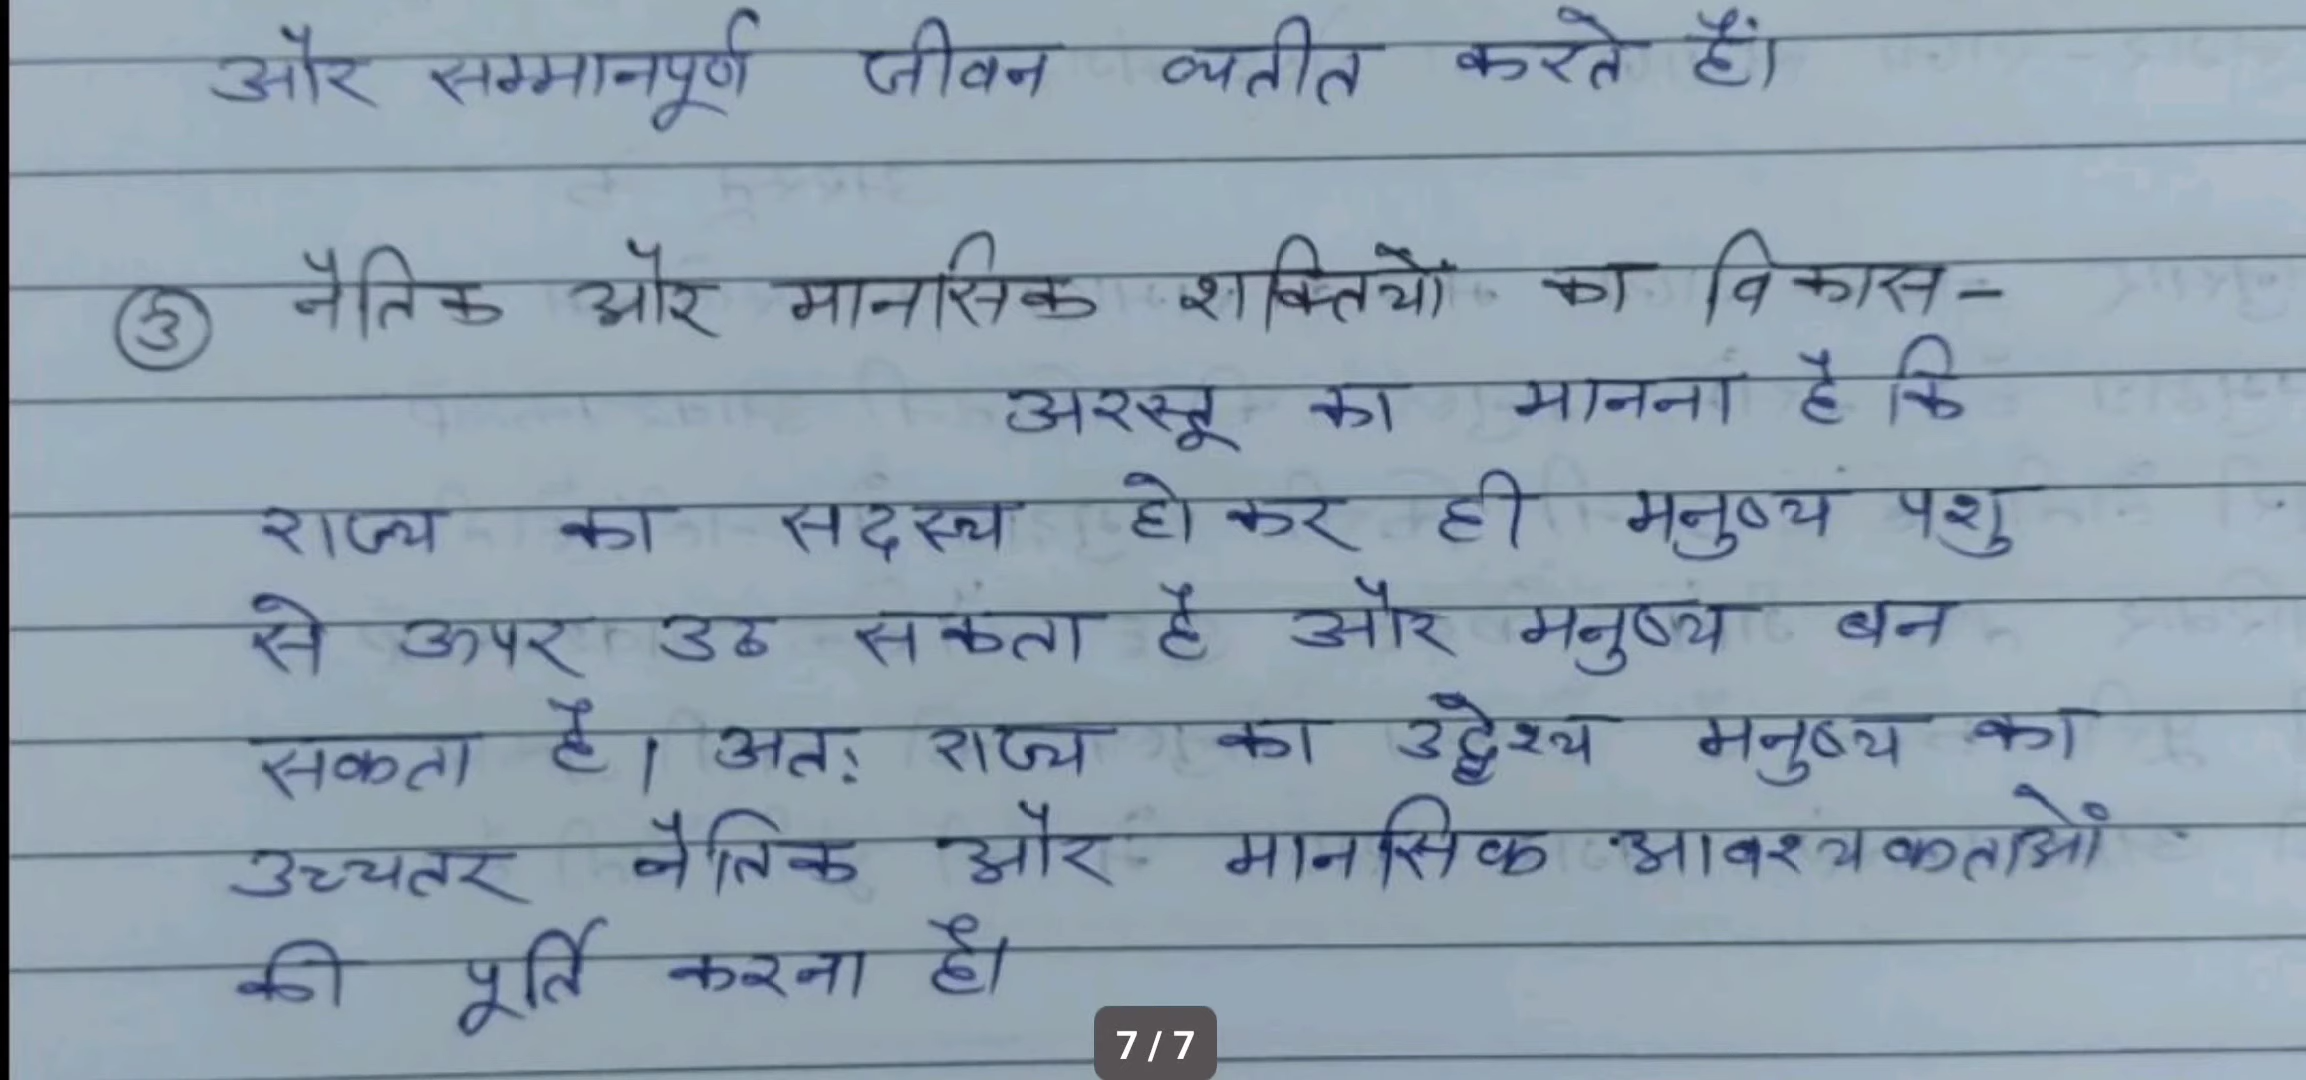 और सम्मानपूर्ण जीवन व्यतीत करते हैं।
③ नैतिक और मानसिक शक्तियों का विकास-
अरस्तू का मानना है कि
राज्य का सदस्य होकर ही मनुष्य पशु
से ऊपर उठ सकता है और मनुष्य बन
सकता है। अतः राज्य का उद्देश्य मनुष्य का
उच्चतर नैतिक और मानसिक आवश्यकताओं
की पूर्ति करना है।
7 / 7